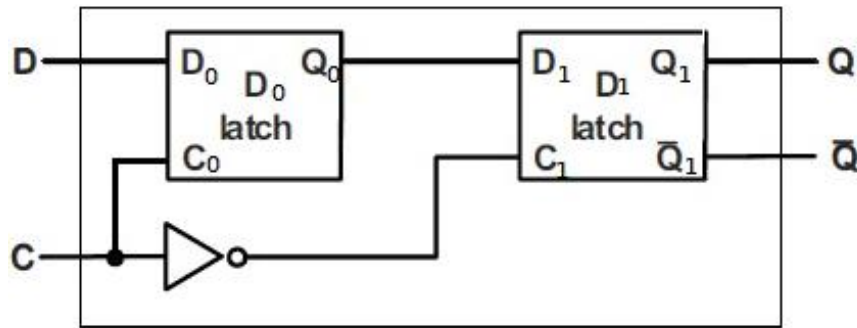 D D₀ Q₀ D₁ Q₁ Q
D₀ D1
latch latch
C₀ C₁ Q̅₁ Q̅
C